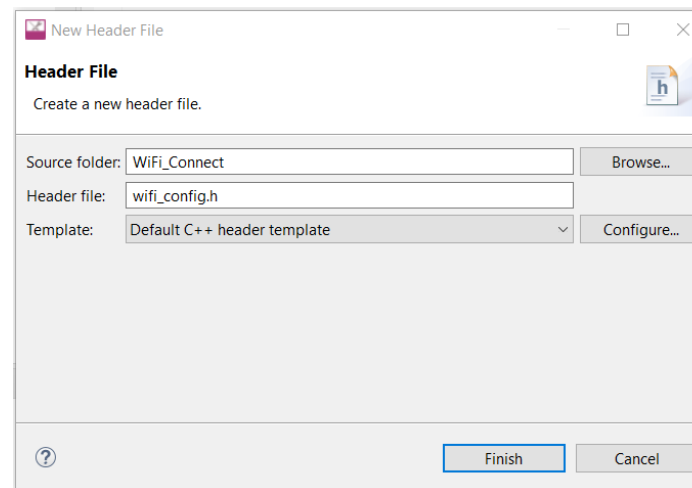 New Header File
Header File
Create a new header file.
h
Source folder: WiFi_Connect Browse...
Header file: wifi_config.h
Template: Default C++ header template Configure...
? Finish Cancel